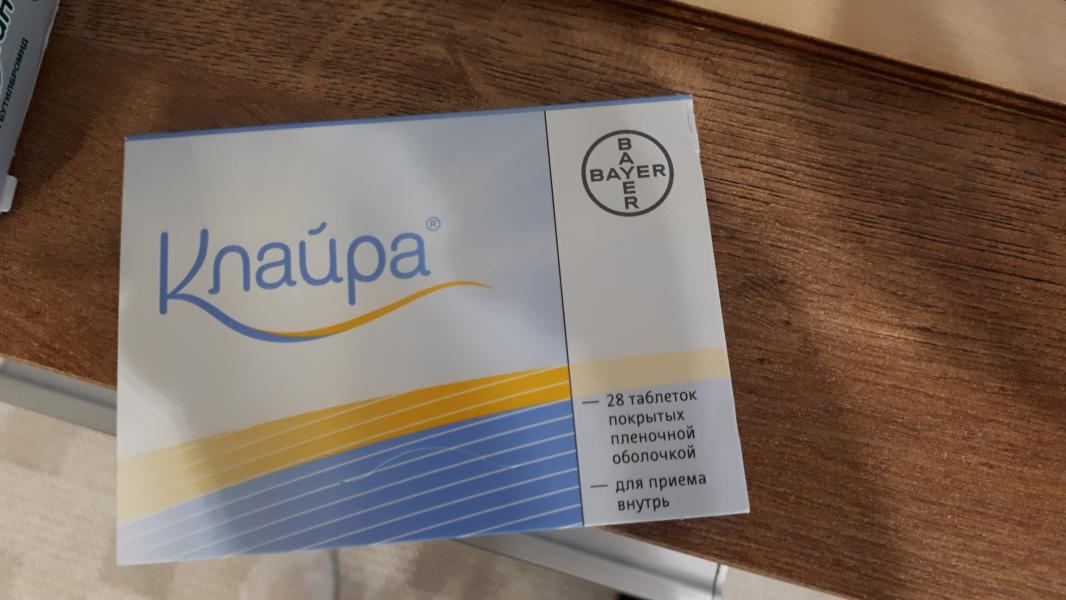 Клайра®
BAYER
BAYER
— 28 таблеток
покрытых
пленочной
оболочкой
— для приема
внутрь